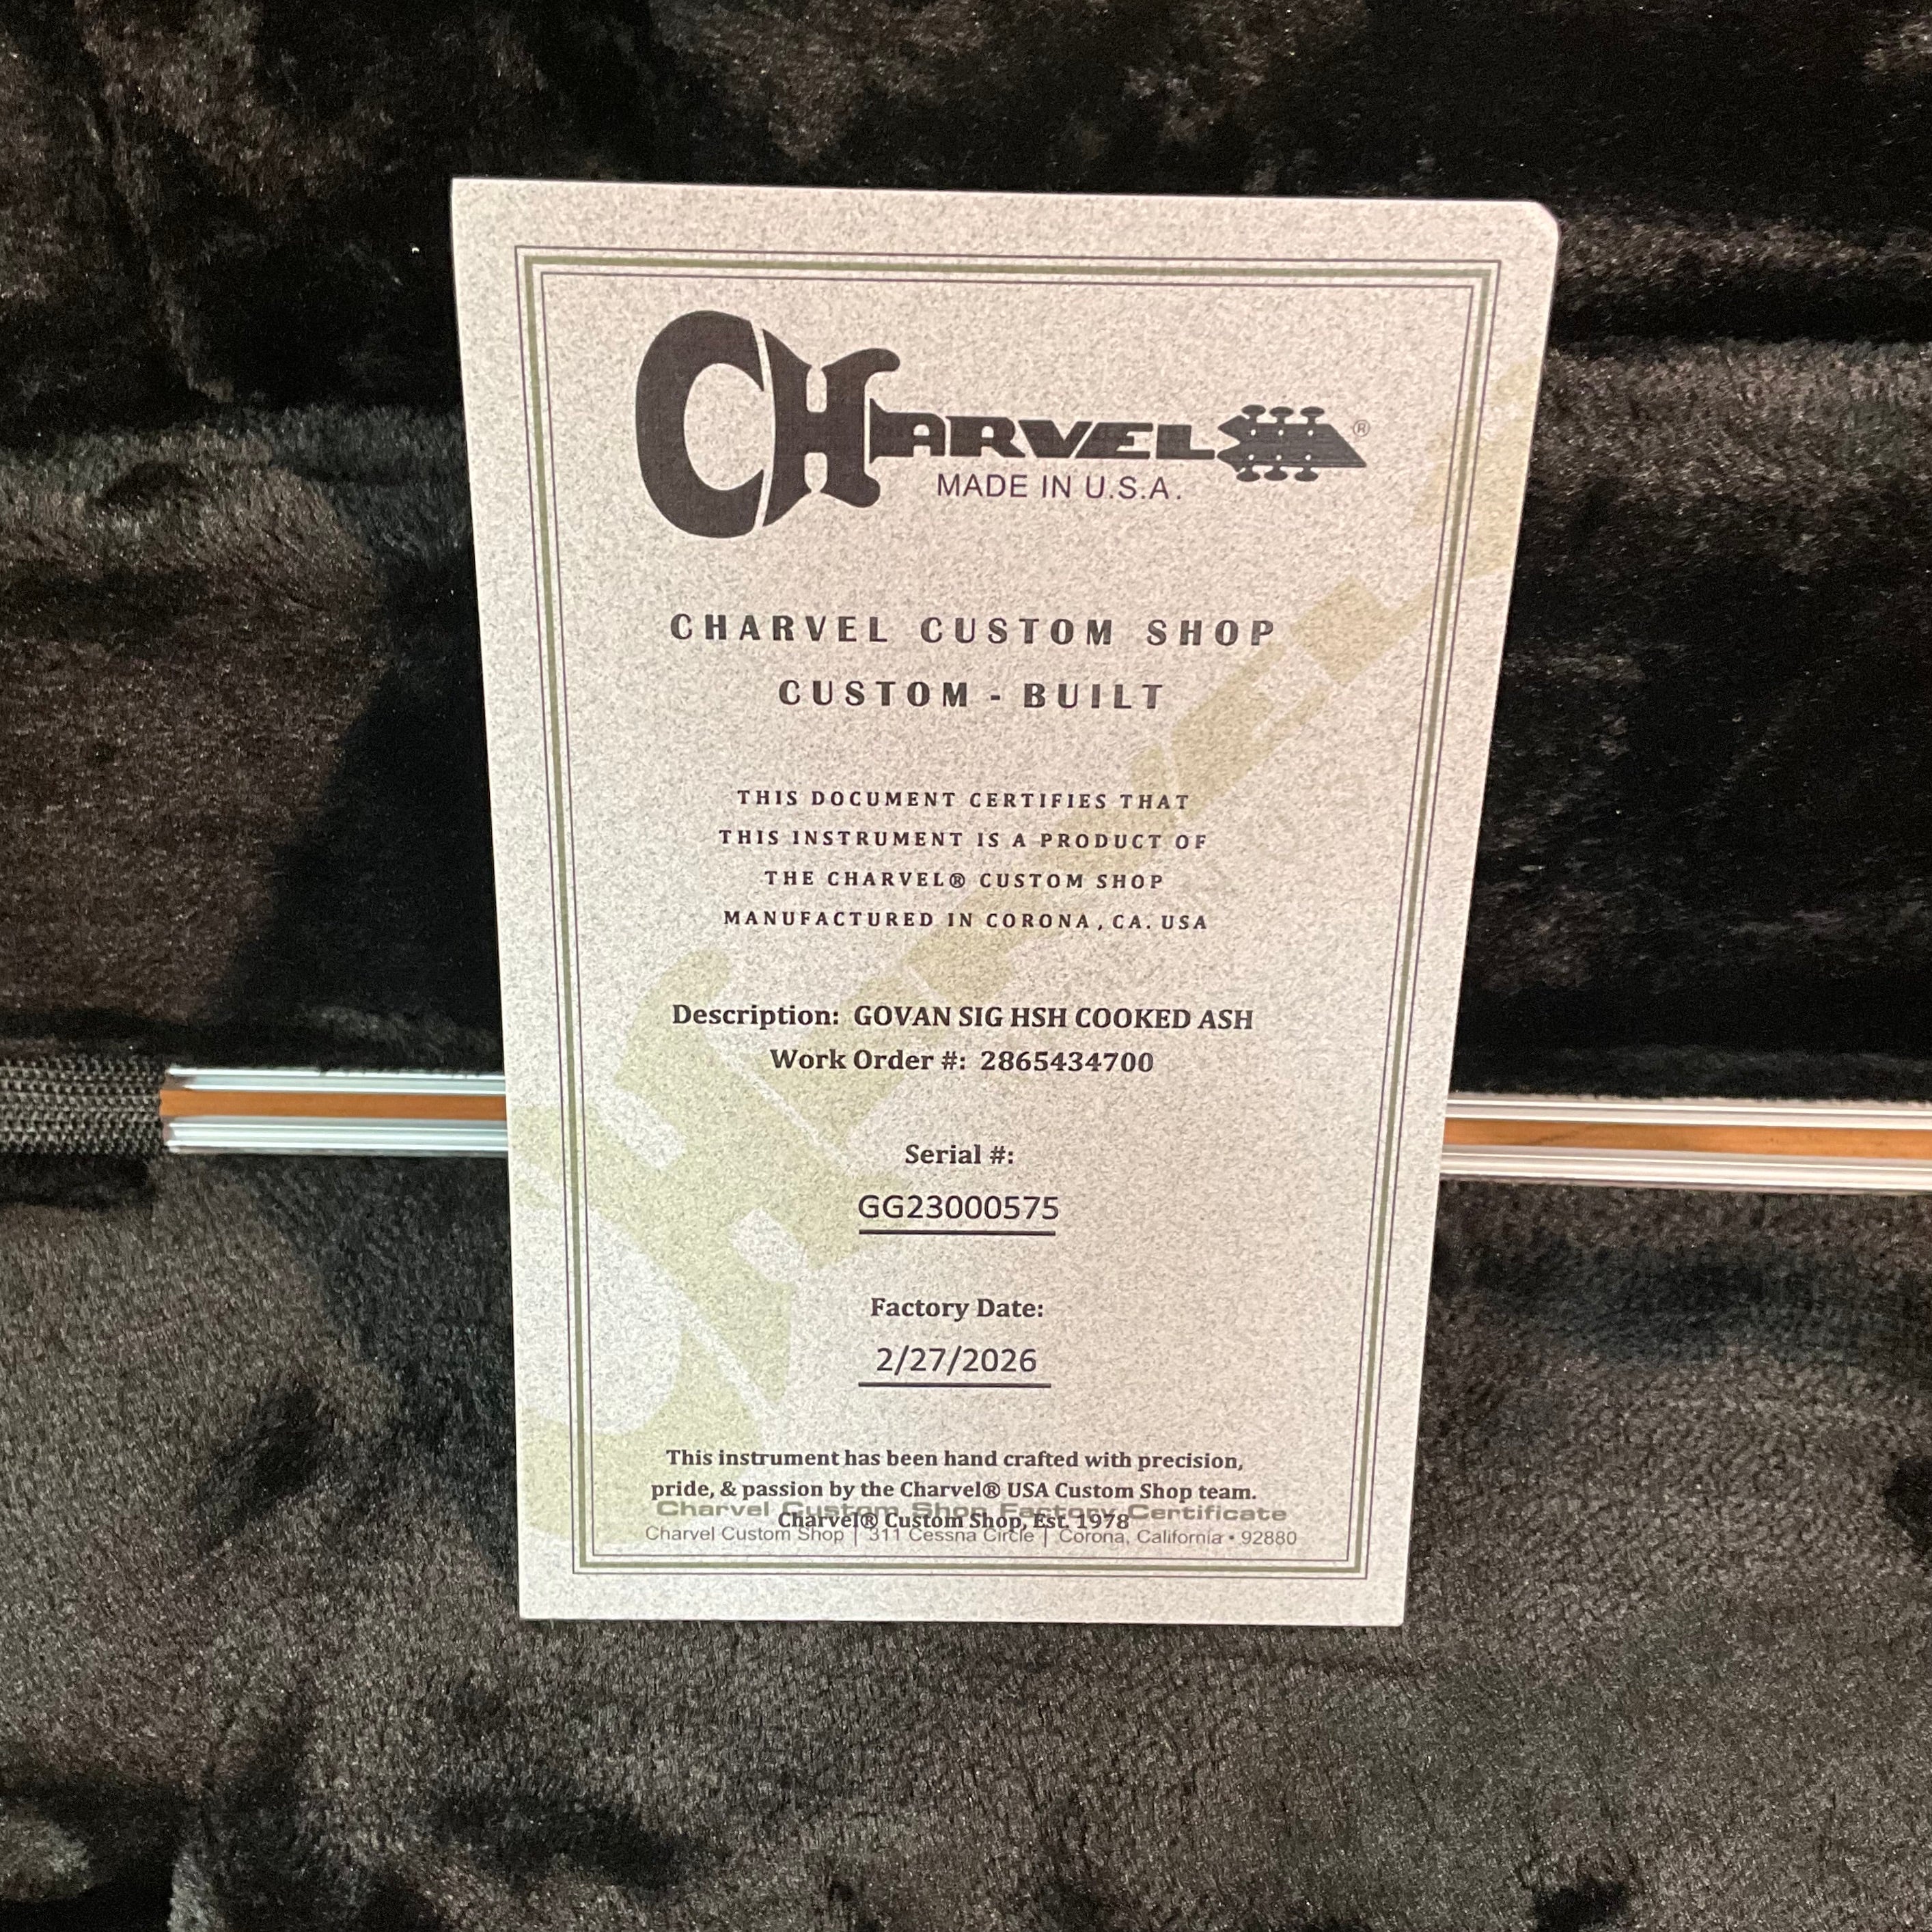 CHARVEL®
MADE IN U.S.A.
CHARVEL CUSTOM SHOP
CUSTOM - BUILT
THIS DOCUMENT CERTIFIES THAT
THIS INSTRUMENT IS A PRODUCT OF
THE CHARVEL® CUSTOM SHOP
MANUFACTURED IN CORONA, CA. USA
Description: GOVAN SIG HSH COOKED ASH
Work Order #: 2865434700
Serial #:
GG23000575
Factory Date:
2/27/2026
This instrument has been hand crafted with precision,
pride, & passion by the Charvel® USA Custom Shop team.
Charvel Custom Shop Factory Certificate
Charvel® Custom Shop, Est. 1978
Charvel Custom Shop | 311 Cessna Circle | Corona, California • 92880